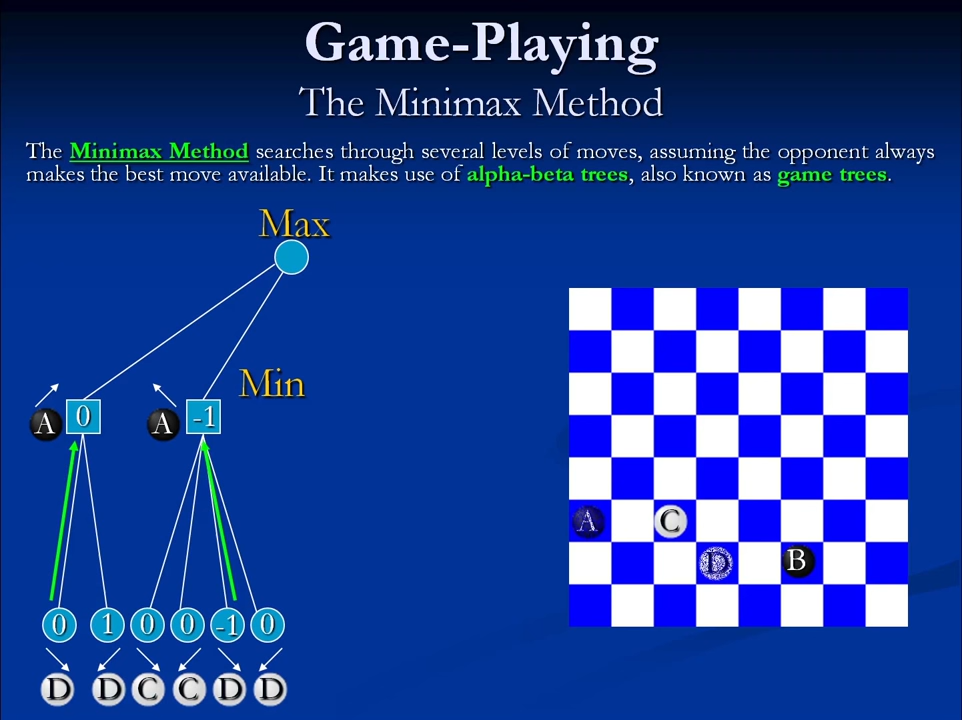 Game-Playing
The Minimax Method
The Minimax Method searches through several levels of moves, assuming the opponent always
makes the best move available. It makes use of alpha-beta trees, also known as game trees.
Max
Min
A 0 A -1
0 1 0 0 -1 0
D D C C D D
A C
D B